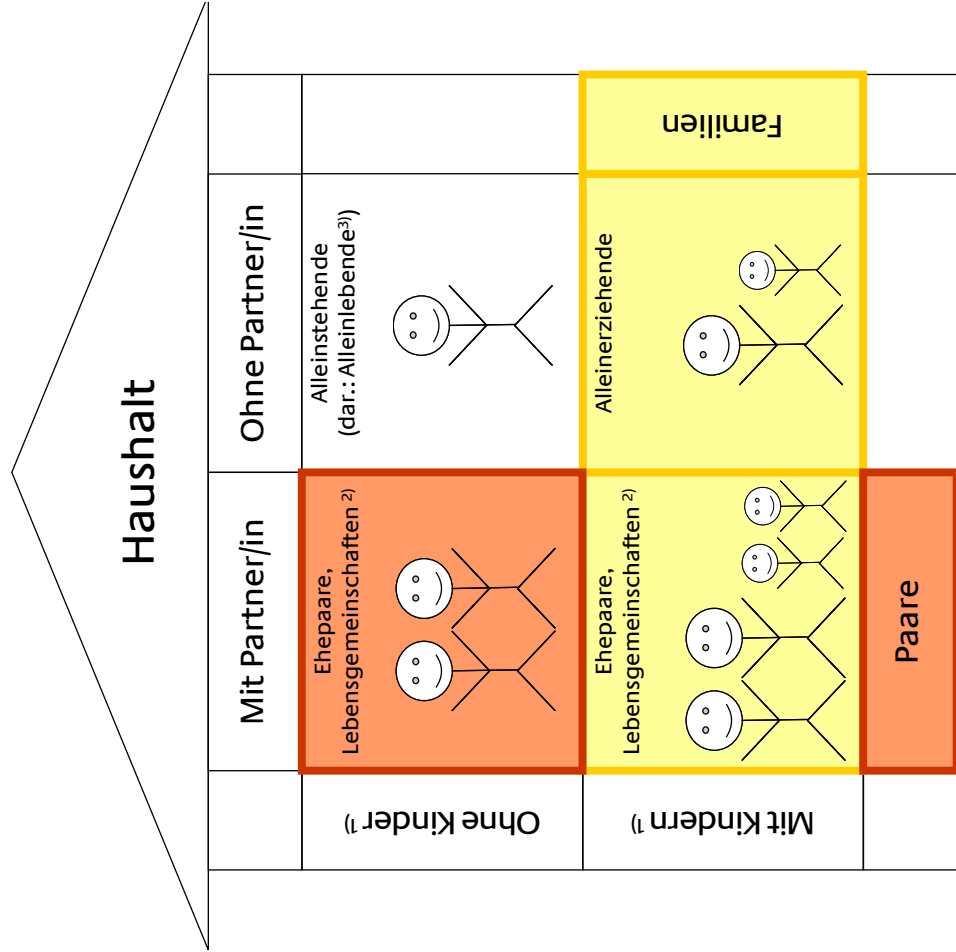 Haushalt
Mit Partner/in
Ohne Partner/in
Ohne Kinder ¹⁾
Ehepaare,
Lebensgemeinschaften ²⁾
Alleinstehende
(dar.: Alleinlebende³⁾)
Mit Kindern ¹⁾
Ehepaare,
Lebensgemeinschaften ²⁾
Alleinerziehende
Familien
Paare